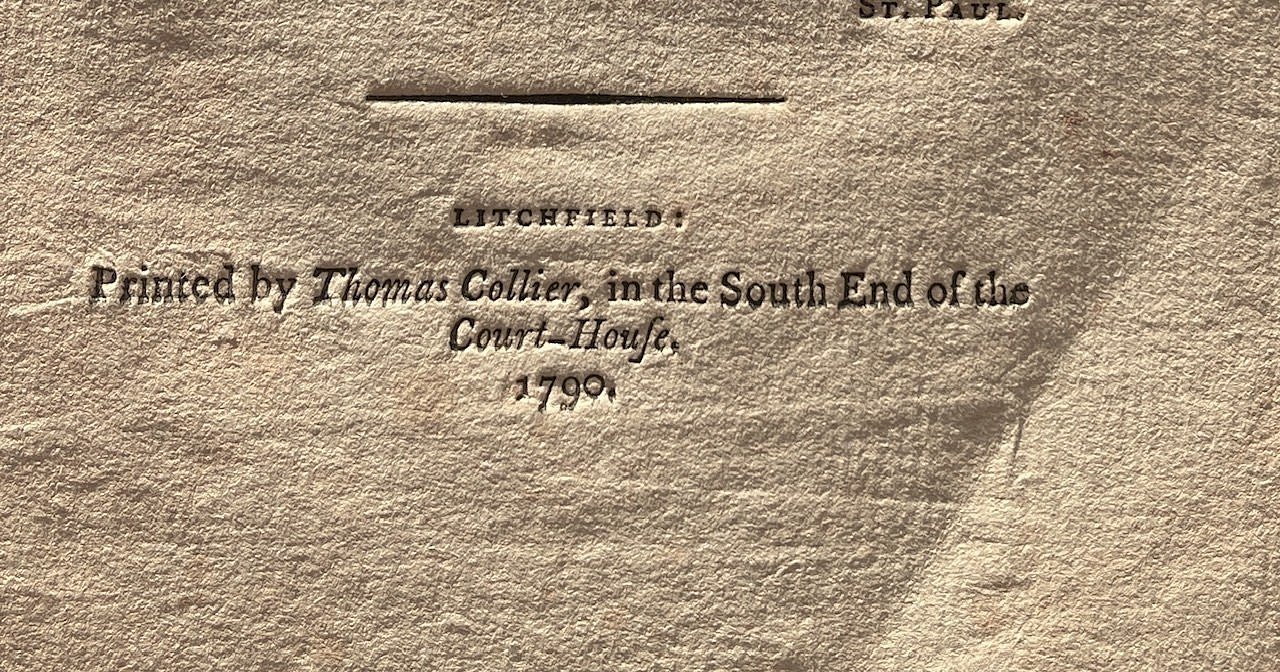 ST. PAUL.
LITCHFIELD:
Printed by Thomas Collier, in the South End of the
Court-Houſe.
1790.